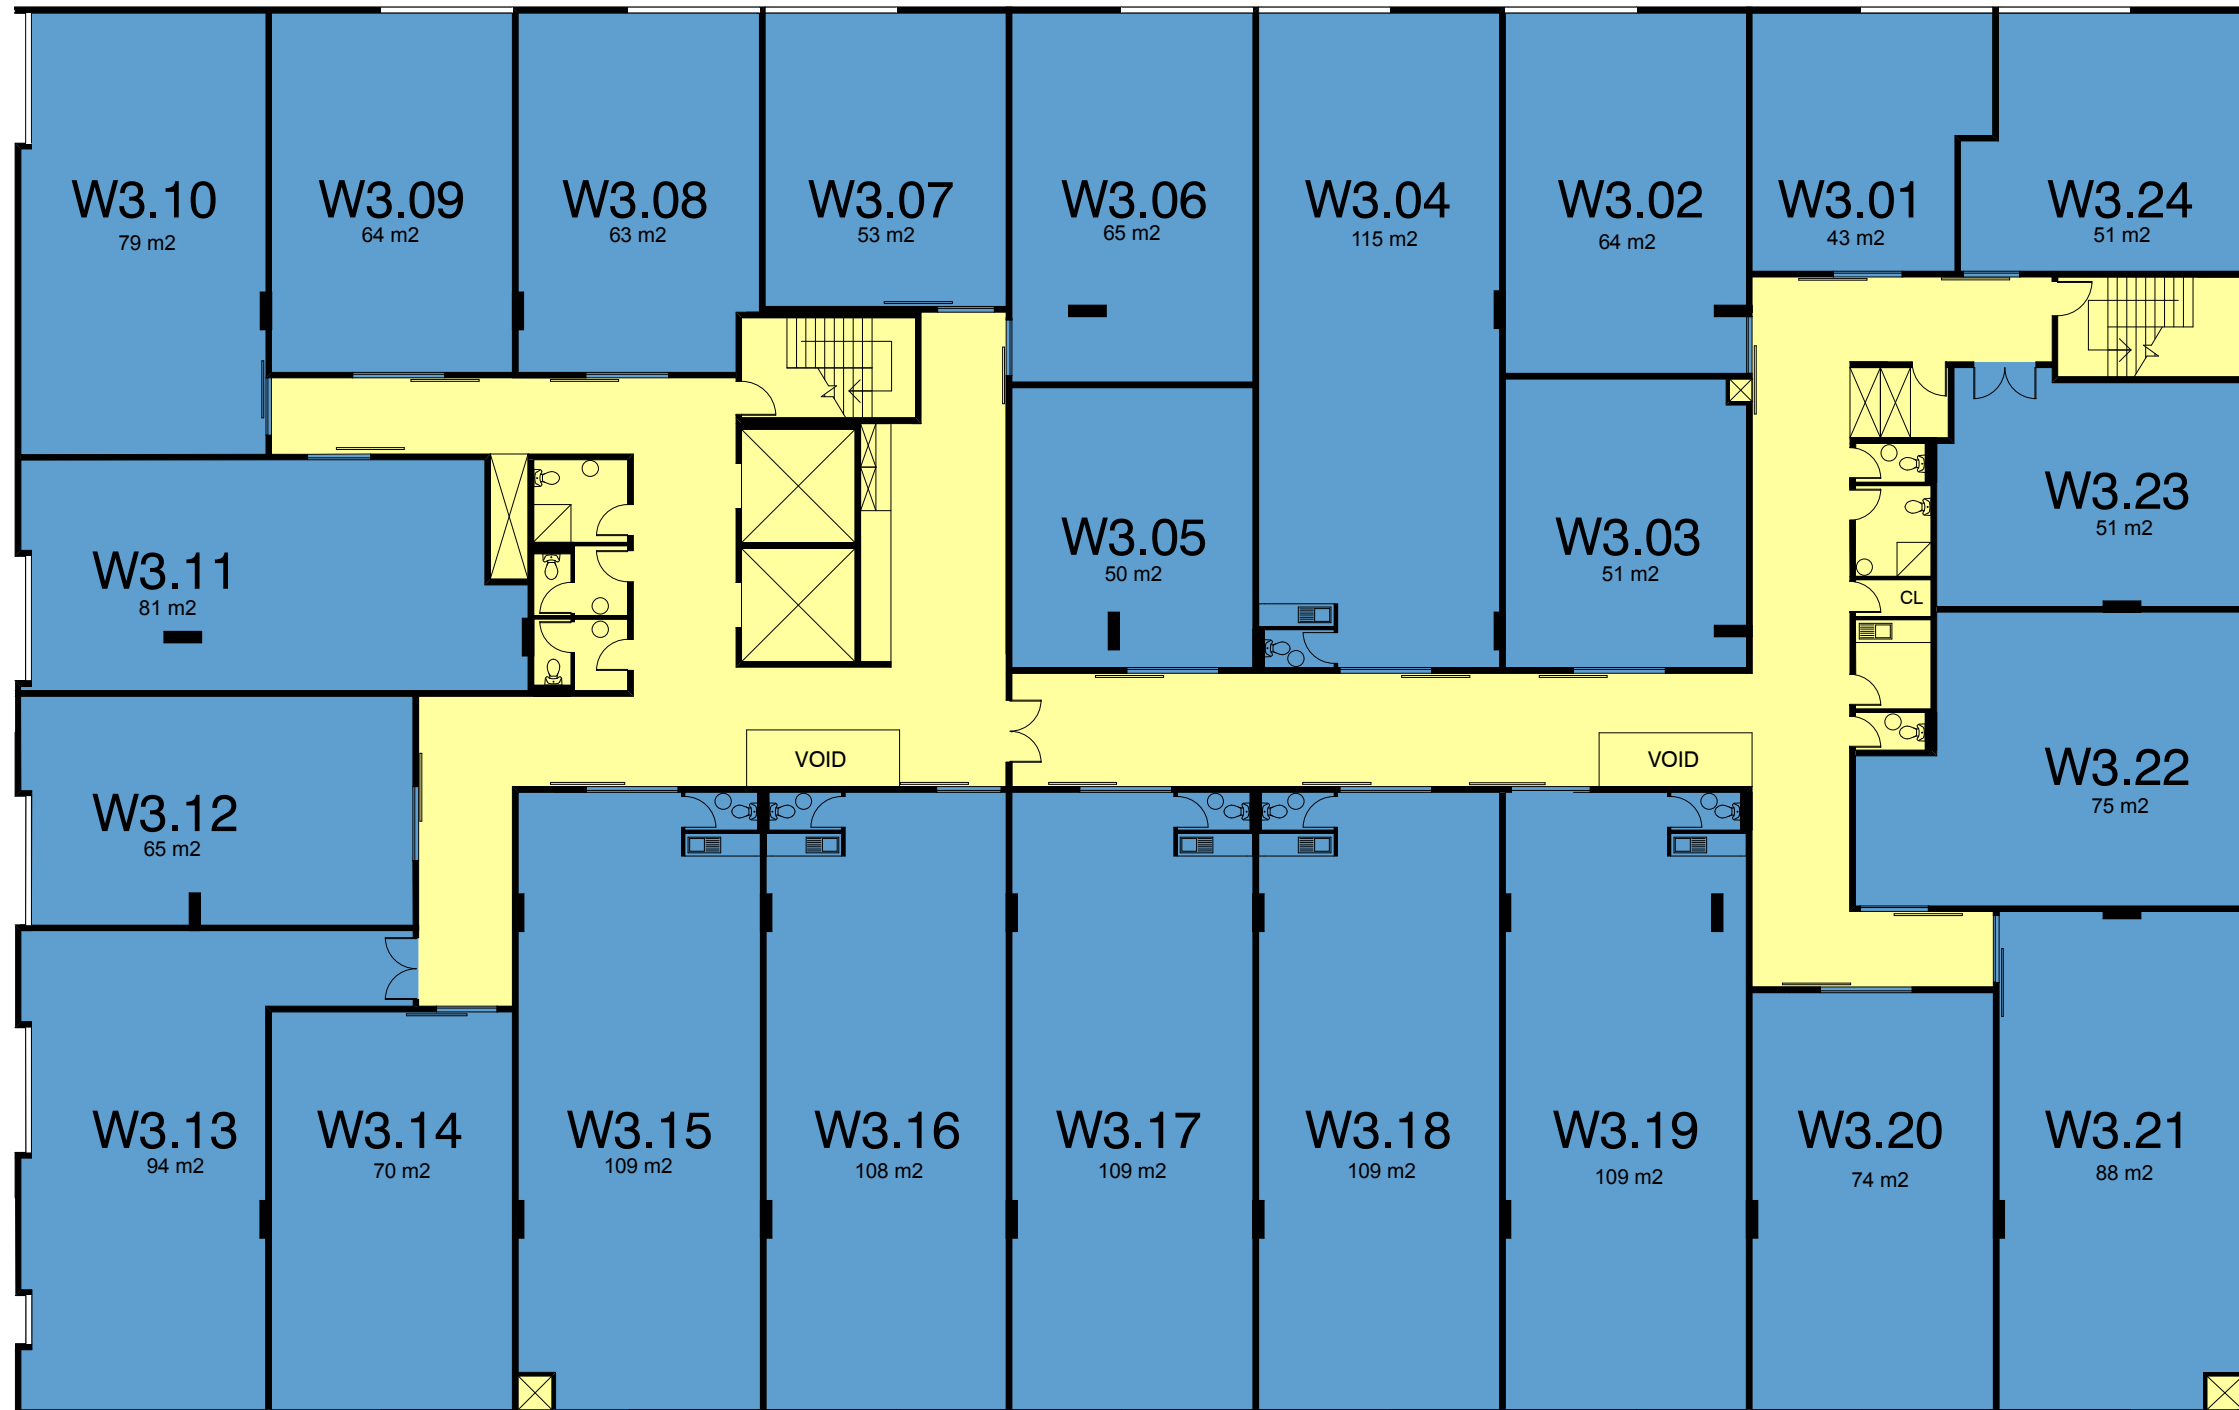 W3.10
79 m2
W3.09
64 m2
W3.08
63 m2
W3.07
53 m2
W3.06
65 m2
W3.04
115 m2
W3.02
64 m2
W3.01
43 m2
W3.24
51 m2
W3.11
81 m2
W3.05
50 m2
W3.03
51 m2
W3.23
51 m2
CL
W3.12
65 m2
VOID
VOID
W3.22
75 m2
W3.13
94 m2
W3.14
70 m2
W3.15
109 m2
W3.16
108 m2
W3.17
109 m2
W3.18
109 m2
W3.19
109 m2
W3.20
74 m2
W3.21
88 m2